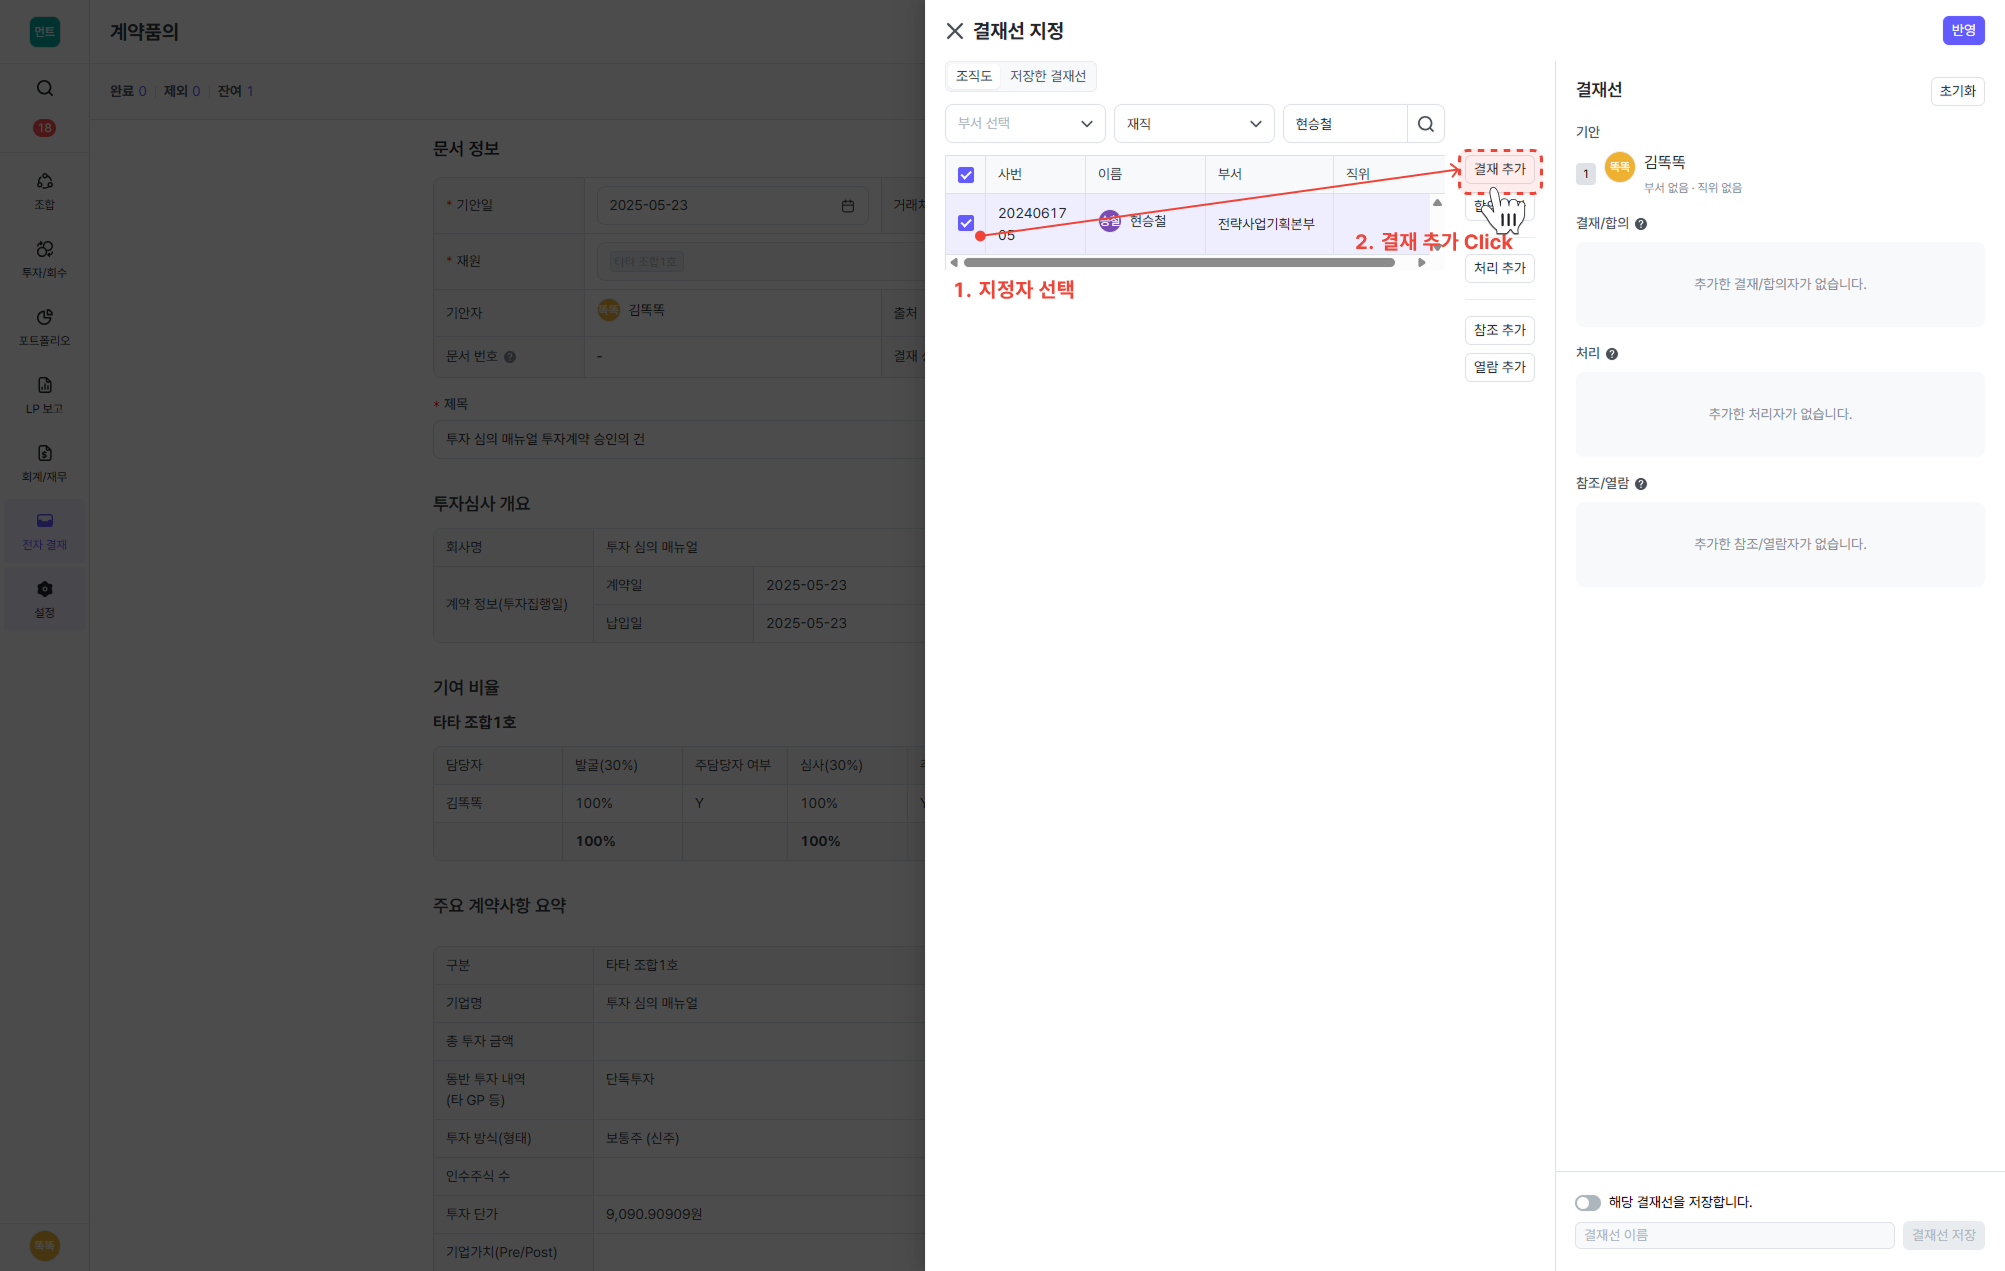 먼트
18
조합
투자/회수
포트폴리오
LP 보고
회계/재무
전자 결재
설정
똑똑
계약품의
완료 0 제외 0 잔여 1
문서 정보
* 기안일 2025-05-23
* 재원 타타 조합1호
기안자 똑똑 김똑똑 출처
문서 번호 ? - 결재
* 제목
투자 심의 매뉴얼 투자계약 승인의 건
투자심사 개요
회사명 투자 심의 매뉴얼
계약 정보(투자집행일)
계약일 2025-05-23
납입일 2025-05-23
기여 비율
타타 조합1호
담당자 발굴(30%) 주담당자 여부 심사(30%)
김똑똑 100% Y 100%
100% 100%
주요 계약사항 요약
구분 타타 조합1호
기업명 투자 심의 매뉴얼
총 투자 금액
동반 투자 내역
(타 GP 등)
단독투자
투자 방식(형태) 보통주 (신주)
인수주식 수
투자 단가 9,090.90909원
기업가치(Pre/Post)
결재선 지정
반영
조직도 저장한 결재선
부서 선택 재직 현승철
사번 이름 부서 직위
20240617
05
승철 현승철 전략사업기획본부
1. 지정자 선택
2. 결재 추가 Click
결재 추가
처리 추가
참조 추가
열람 추가
결재선
초기화
기안
1 똑똑 김똑똑
부서 없음 · 직위 없음
결재/합의 ?
추가한 결재/합의자가 없습니다.
처리 ?
추가한 처리자가 없습니다.
참조/열람 ?
추가한 참조/열람자가 없습니다.
해당 결재선을 저장합니다.
결재선 이름
결재선 저장